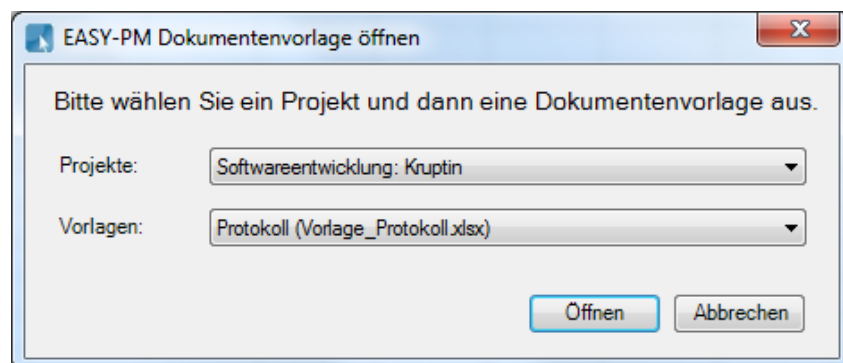 EASY-PM Dokumentenvorlage öffnen
Bitte wählen Sie ein Projekt und dann eine Dokumentenvorlage aus.
Projekte: Softwareentwicklung: Kruptin
Vorlagen: Protokoll (Vorlage_Protokoll.xlsx)
Öffnen Abbrechen